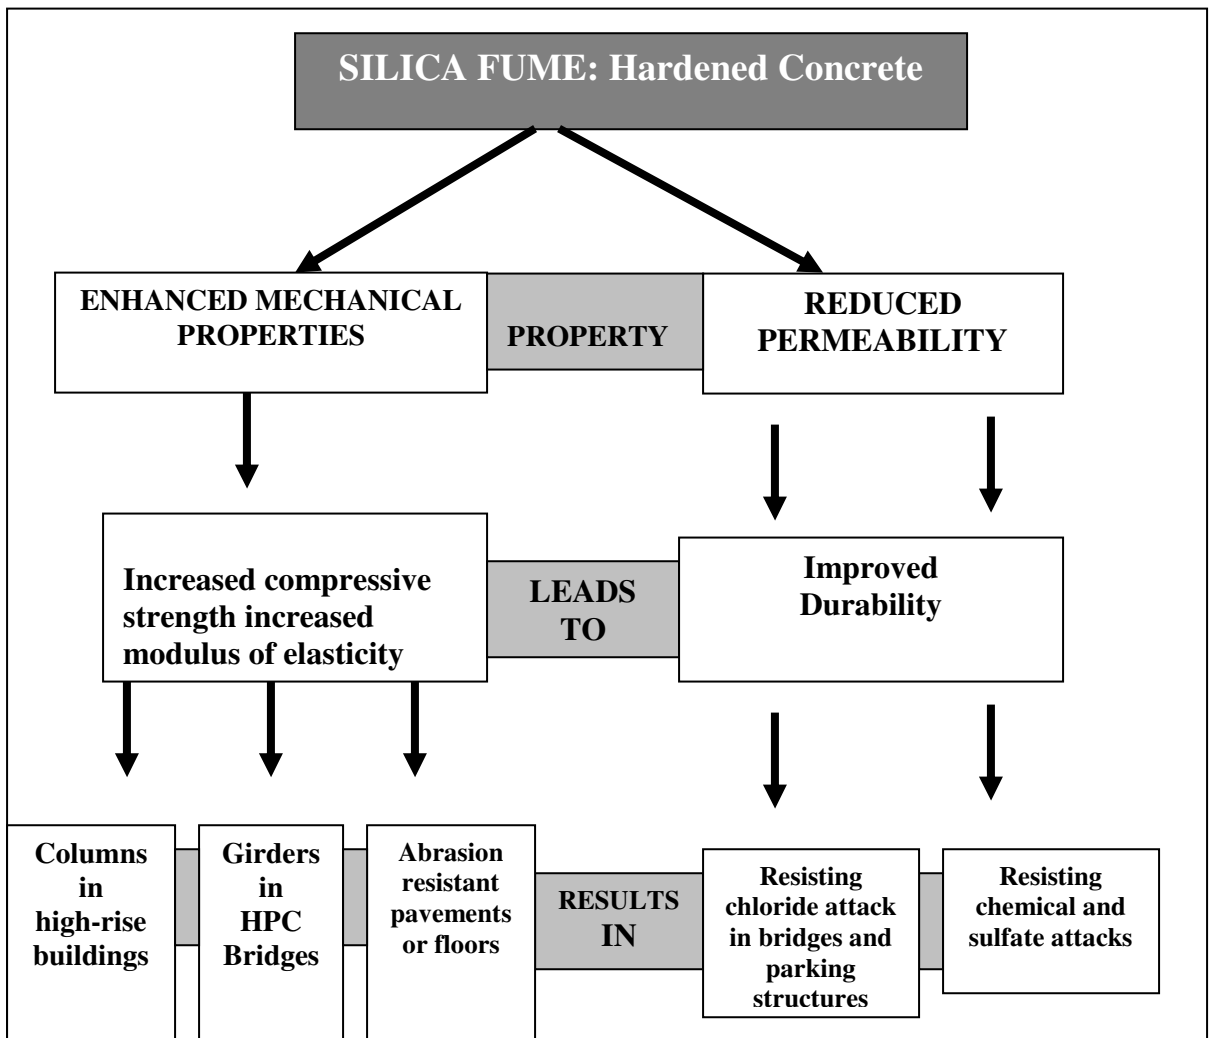 SILICA FUME: Hardened Concrete
ENHANCED MECHANICAL
PROPERTIES
PROPERTY
REDUCED
PERMEABILITY
Increased compressive
strength increased
modulus of elasticity
LEADS
TO
Improved
Durability
Columns
in
high-rise
buildings
Girders
in
HPC
Bridges
Abrasion
resistant
pavements
or floors
RESULTS
IN
Resisting
chloride attack
in bridges and
parking
structures
Resisting
chemical and
sulfate attacks